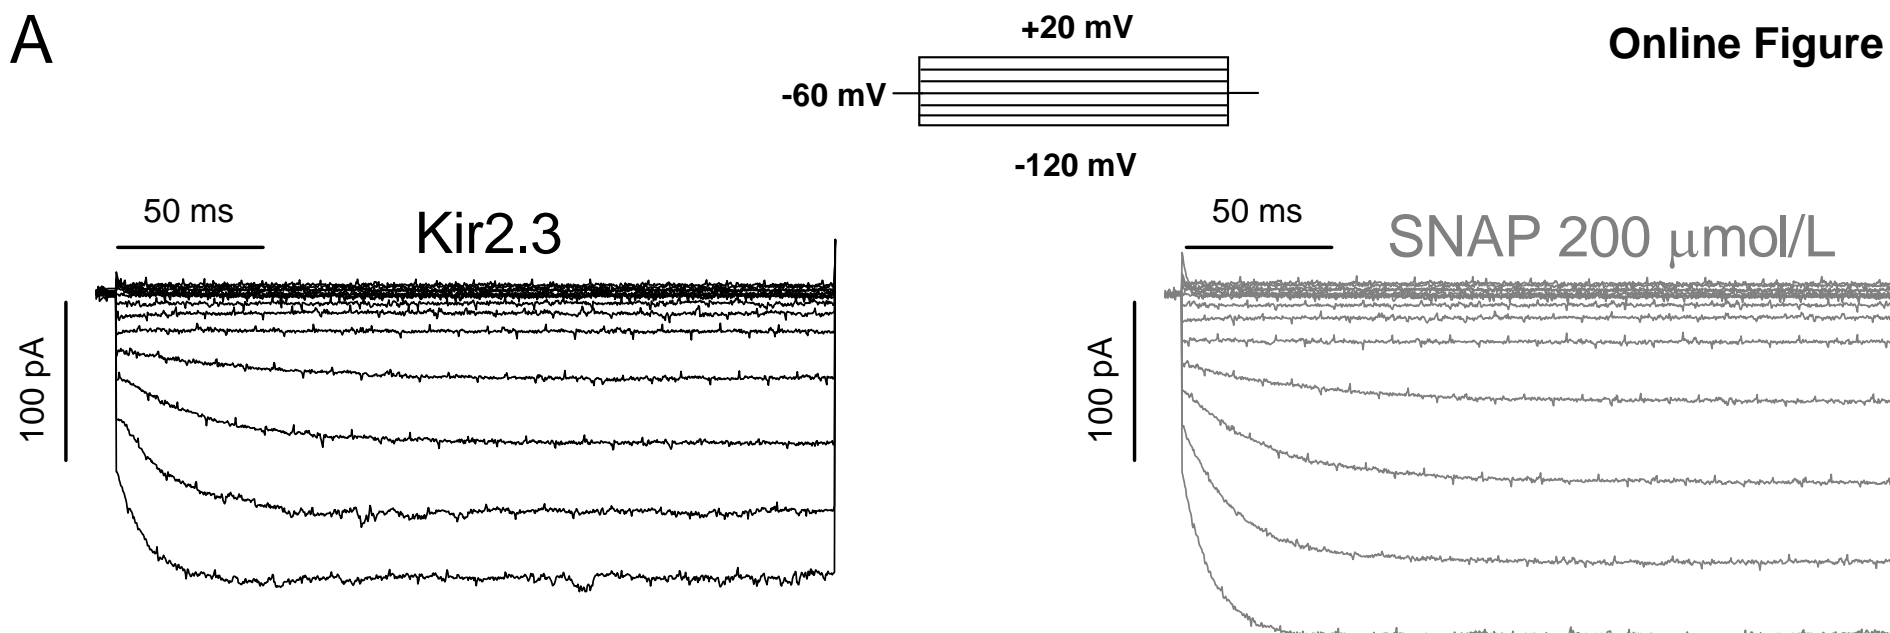 A
+20 mV
Online Figure
-60 mV
-120 mV
50 ms
Kir2.3
50 ms
SNAP 200 μmol/L
100 pA
100 pA